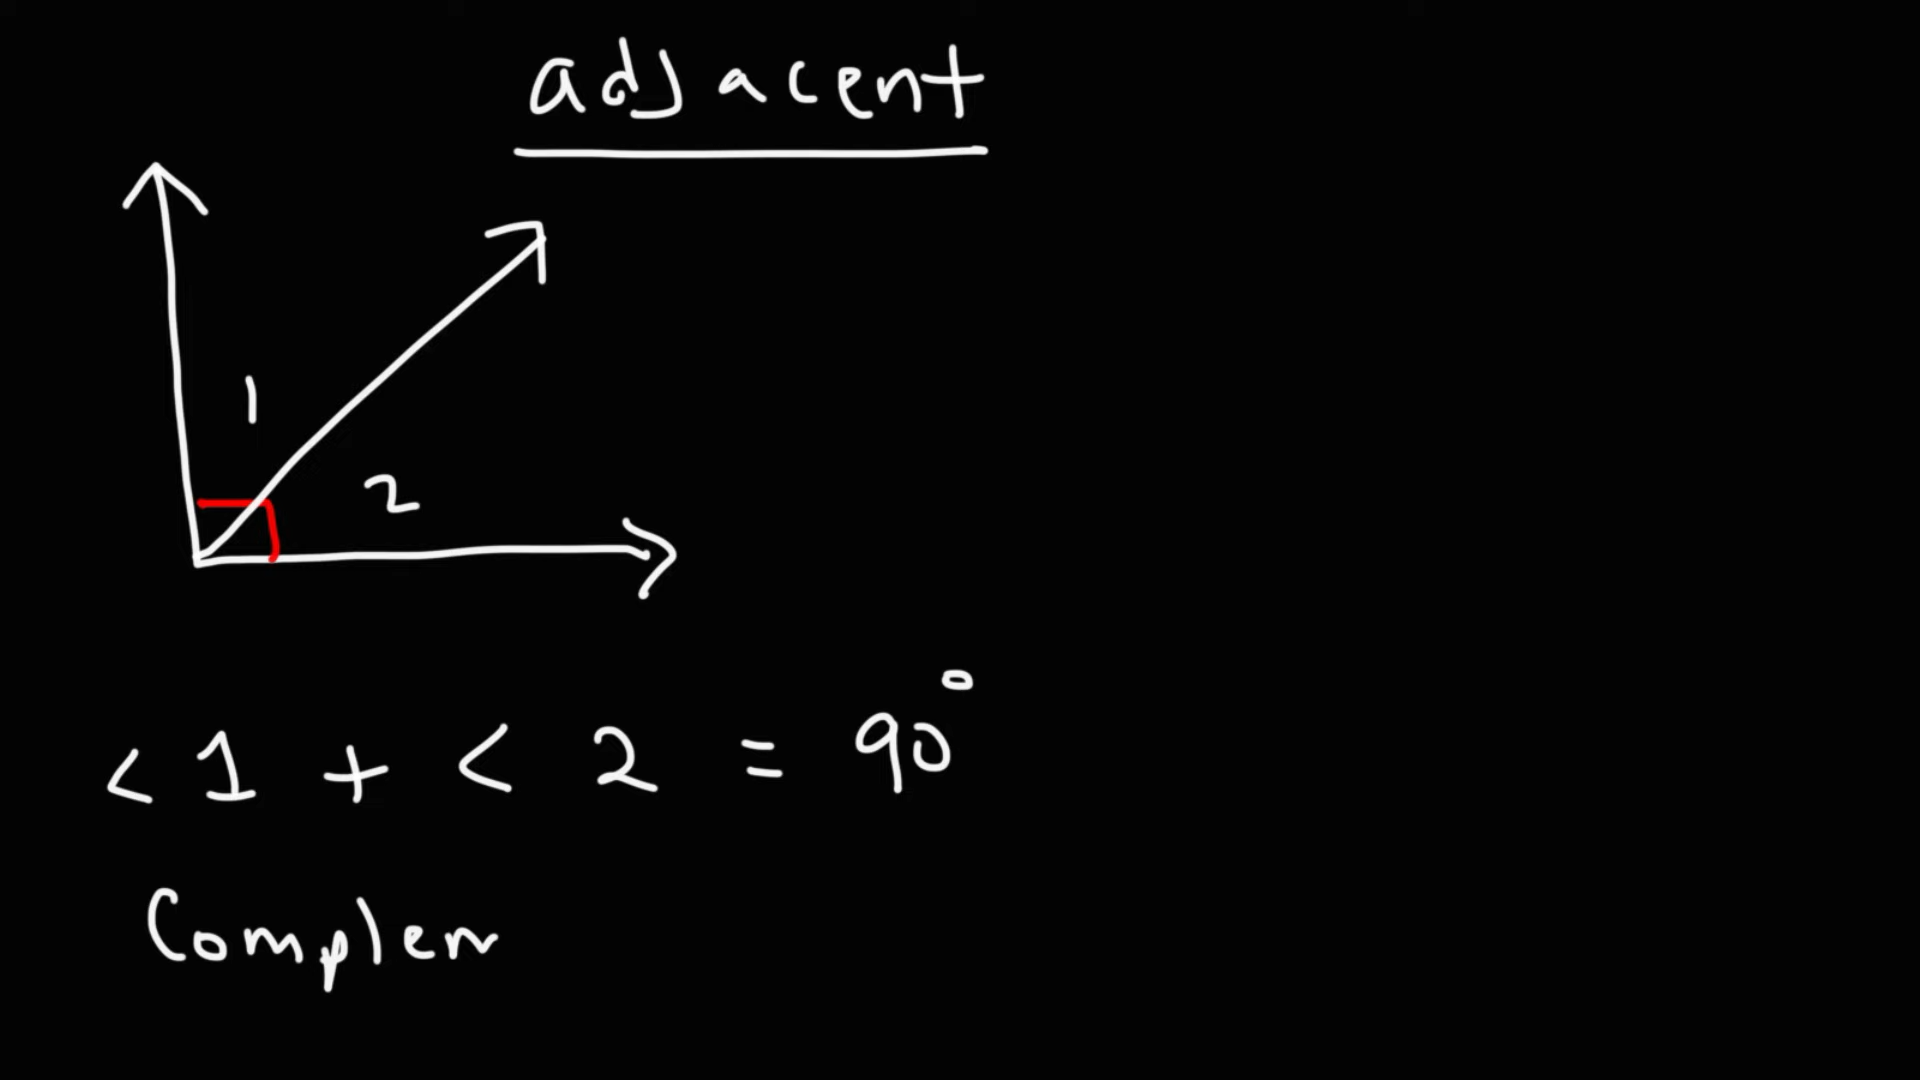 adjacent
1
2
< 1 + < 2 = 90°
Complem